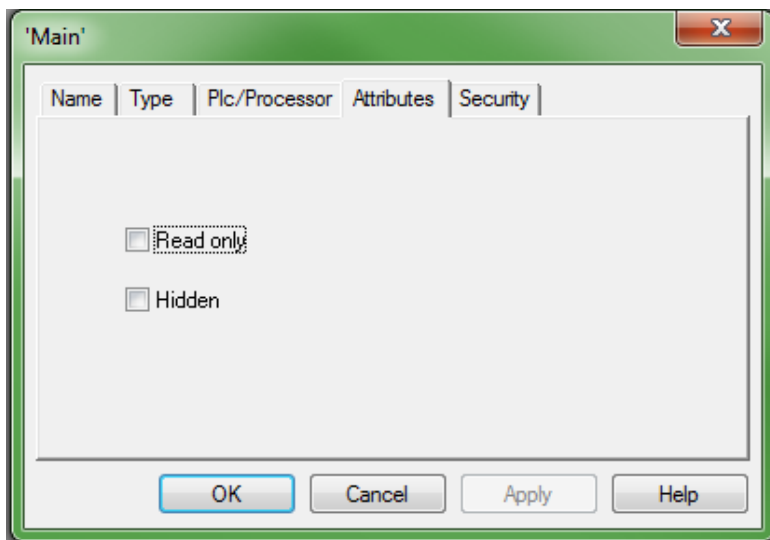 'Main'
Name Type Plc/Processor Attributes Security
Read only
Hidden
OK Cancel Apply Help